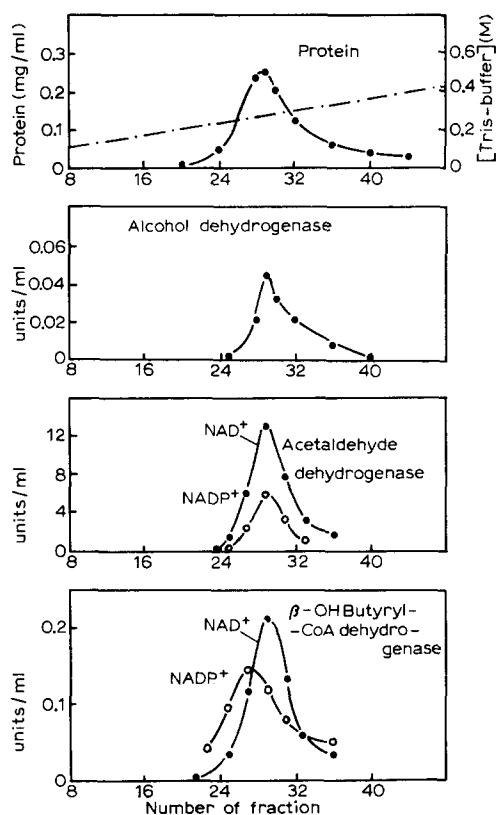 Protein (mg/ml)
0.3
0.2
0.1
0
Protein
0,6
0,4
0,2
0
[Tris-buffer](M)
8 16 24 32 40
Alcohol dehydrogenase
units/ml
0.06
0.04
0.02
0
8 16 24 32 40
units/ml
12
8
4
0
NAD+
NADP+
Acetaldehyde
dehydrogenase
8 16 24 32 40
units/ml
0,2
0,1
0
NAD+
NADP+
β-OHButyryl-
-CoA dehydro-
genase
8 16 24 32 40
Number of fraction